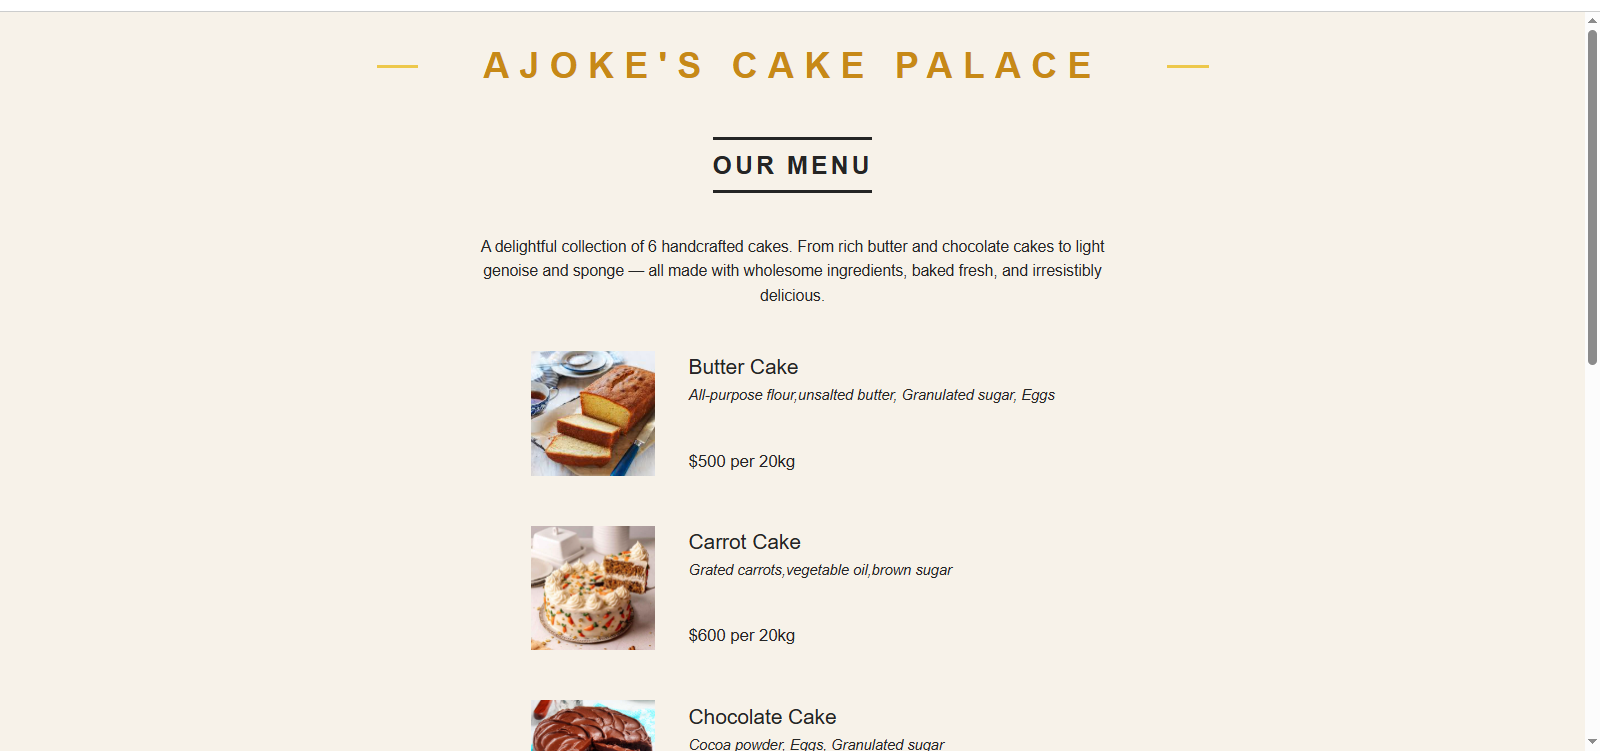 AJOKE'S CAKE PALACE
OUR MENU
A delightful collection of 6 handcrafted cakes. From rich butter and chocolate cakes to light
genoise and sponge — all made with wholesome ingredients, baked fresh, and irresistibly
delicious.
Butter Cake
All-purpose flour,unsalted butter, Granulated sugar, Eggs
$500 per 20kg
Carrot Cake
Grated carrots,vegetable oil,brown sugar
$600 per 20kg
Chocolate Cake
Cocoa powder, Eggs, Granulated sugar